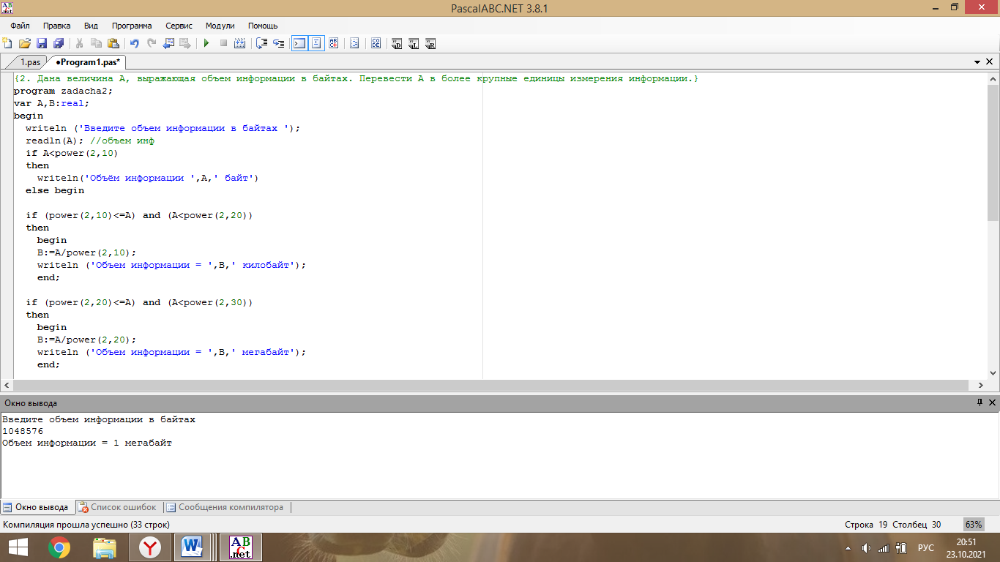 PascalABC.NET 3.8.1
Файл Правка Вид Программа Сервис Модули Помощь
1.pas ●Program1.pas*
{2. Дана величина А, выражающая объем информации в байтах. Перевести А в более крупные единицы измерения информации.}
program zadacha2;
var A,B:real;
begin
writeln ('Введите объем информации в байтах ');
readln(A); //объем инф
if A<power(2,10)
then
writeln('Объём информации ',A,' байт')
else begin
if (power(2,10)<=A) and (A<power(2,20))
then
begin
B:=A/power(2,10);
writeln ('Объем информации = ',B,' килобайт');
end;
if (power(2,20)<=A) and (A<power(2,30))
then
begin
B:=A/power(2,20);
writeln ('Объем информации = ',B,' мегабайт');
end;
Окно вывода
Введите объем информации в байтах
1048576
Объем информации = 1 мегабайт
Окно вывода Список ошибок Сообщения компилятора
Компиляция прошла успешно (33 строк) Строка 19 Столбец 30 63%
РУС 20:51
23.10.2021